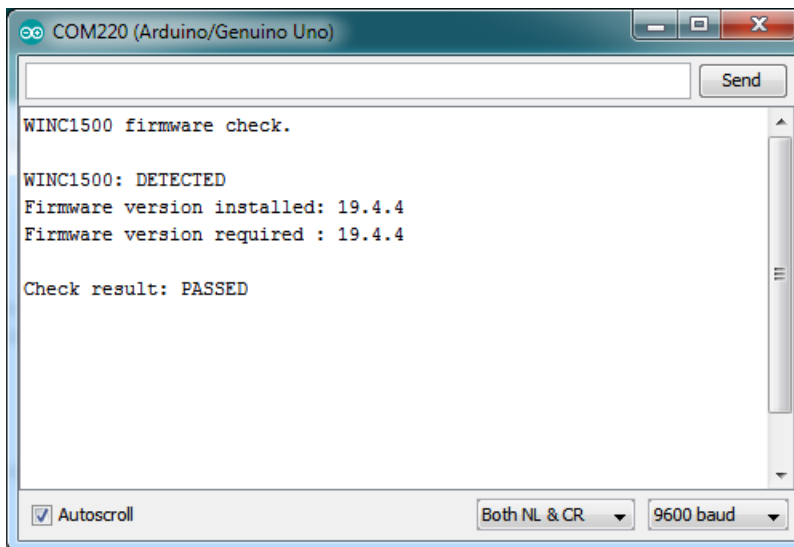 COM220 (Arduino/Genuino Uno)
Send
WINC1500 firmware check.
WINC1500: DETECTED
Firmware version installed: 19.4.4
Firmware version required : 19.4.4
Check result: PASSED
Autoscroll
Both NL & CR
9600 baud